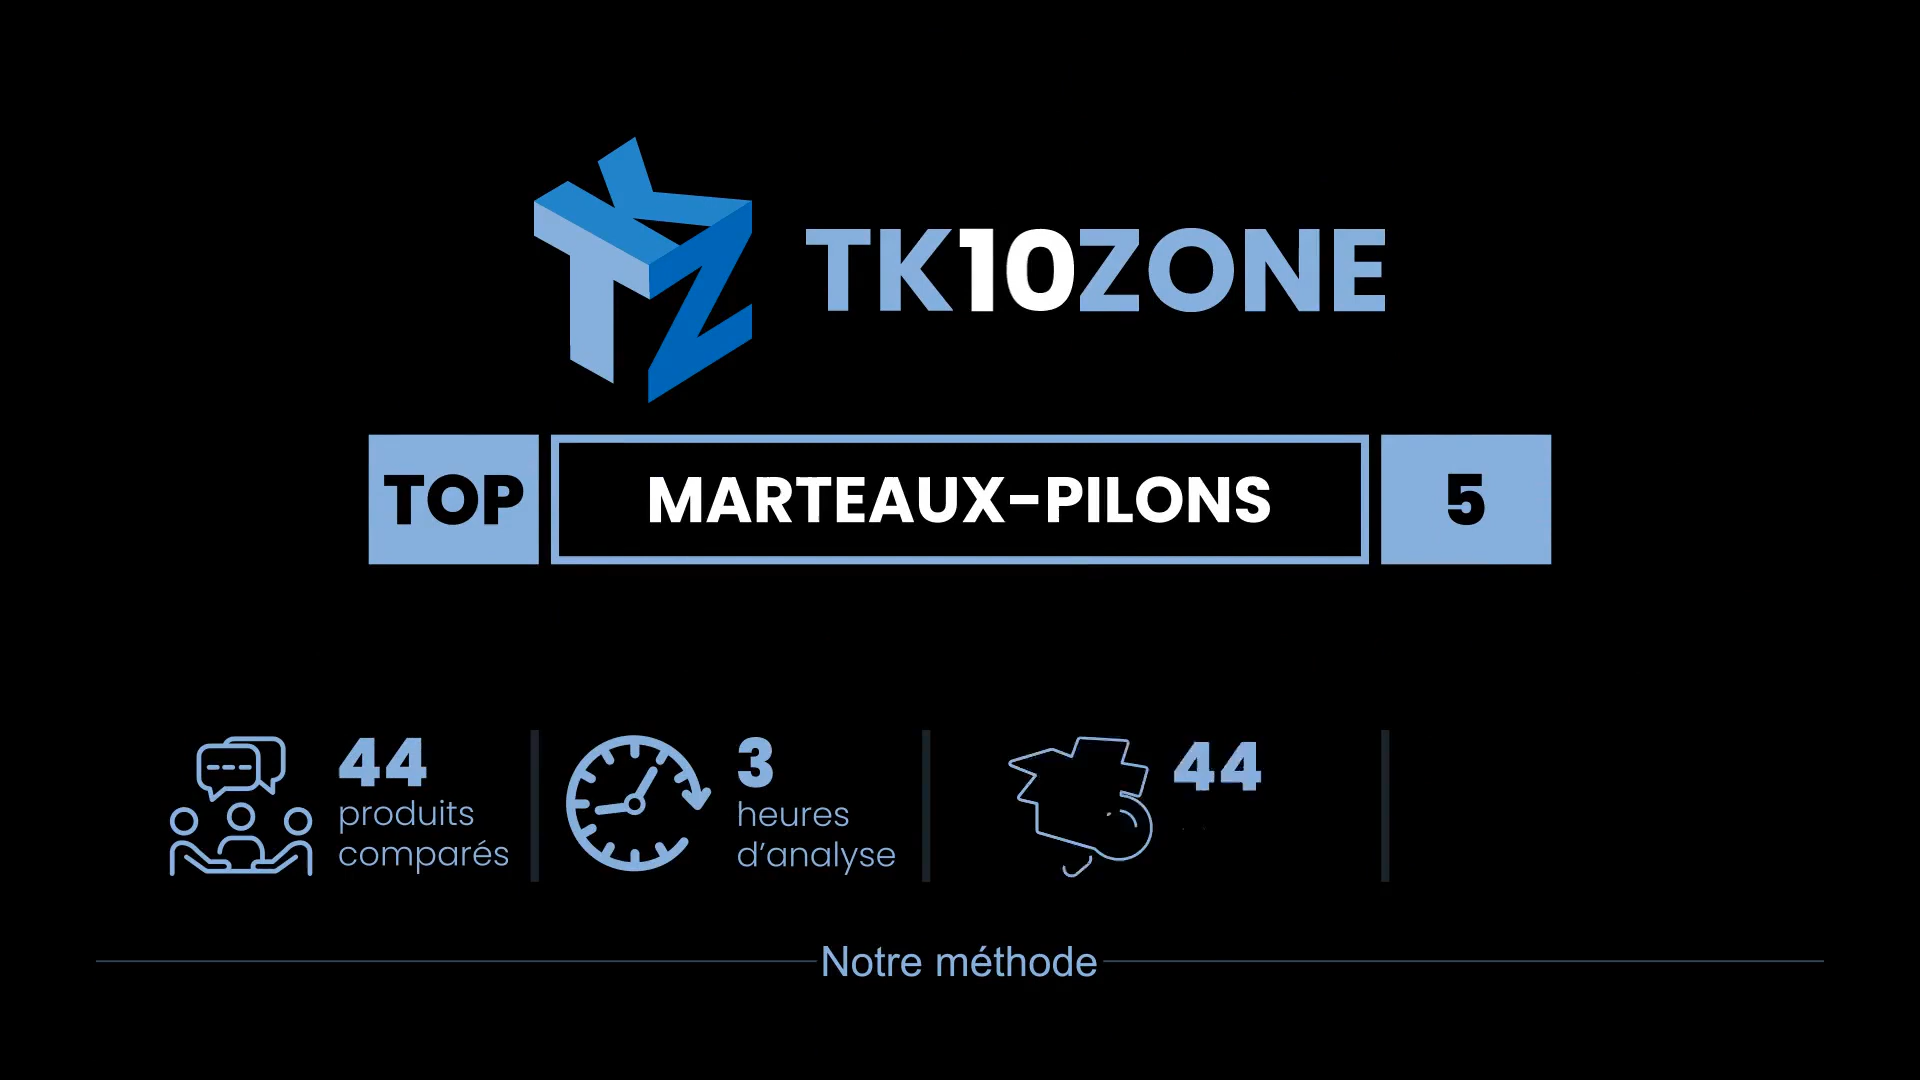 TK10ZONE
TOP MARTEAUX-PILONS 5
44
produits
comparés
3
heures
d’analyse
44
Notre méthode